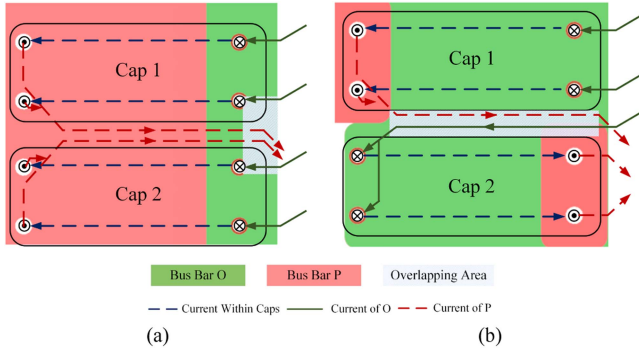 (a)
(b)
Cap 1
Cap 2
Cap 1
Cap 2
Bus Bar O
Bus Bar P
Overlapping Area
Current Within Caps
Current of O
Current of P
(a)
(b)